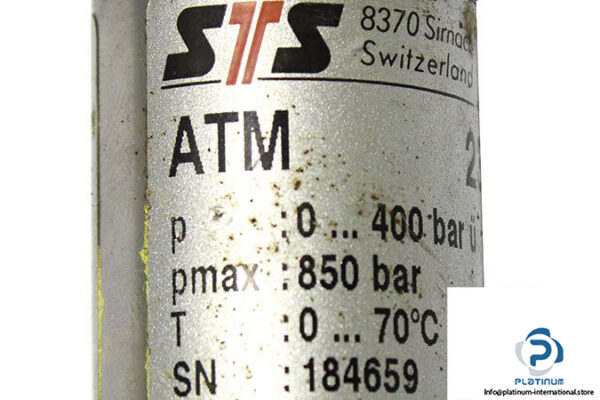 STS 8370 Sirnach
Switzerland
ATM
p : 0 ... 400 bar ü
pmax : 850 bar
T : 0 ... 70°C
SN : 184659
PLATINUM
info@platinum-international.store